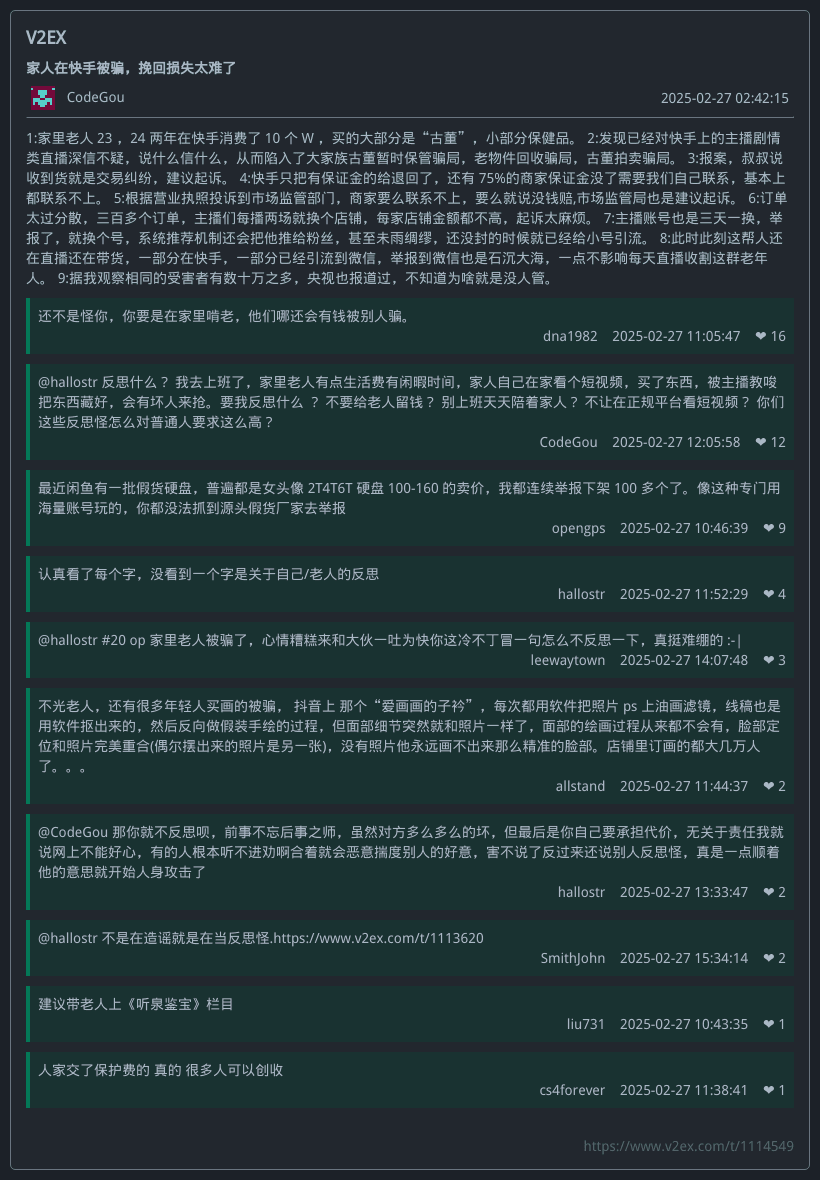 V2EX
家人在快手被骗，挽回损失太难了
CodeGou 2025-02-27 02:42:15
1:家里老人 23 ，24 两年在快手消费了 10 个 W ，买的大部分是“古董”，小部分保健品。 2:发现已经对快手上的主播剧情
类直播深信不疑，说什么信什么，从而陷入了大家族古董暂时保管骗局，老物件回收骗局，古董拍卖骗局。 3:报案，叔叔说
收到货就是交易纠纷，建议起诉。 4:快手只把有保证金的给退回了，还有 75%的商家保证金没了需要我们自己联系，基本上
都联系不上。 5:根据营业执照投诉到市场监管部门，商家要么联系不上，要么就说没钱赔,市场监管局也是建议起诉。 6:订单
太过分散，三百多个订单，主播们每播两场就换个店铺，每家店铺金额都不高，起诉太麻烦。 7:主播账号也是三天一换，举
报了，就换个号，系统推荐机制还会把他推给粉丝，甚至未雨绸缪，还没封的时候就已经给小号引流。 8:此时此刻这帮人还
在直播还在带货，一部分在快手，一部分已经引流到微信，举报到微信也是石沉大海，一点不影响每天直播收割这群老年
人。 9:据我观察相同的受害者有数十万之多，央视也报道过，不知道为啥就是没人管。
还不是怪你，你要是在家里啃老，他们哪还会有钱被别人骗。
dna1982 2025-02-27 11:05:47 ❤ 16
@hallostr 反思什么？ 我去上班了，家里老人有点生活费有闲暇时间，家人自己在家看个短视频，买了东西，被主播教唆
把东西藏好，会有坏人来抢。要我反思什么 ？ 不要给老人留钱？ 别上班天天陪着家人？ 不让在正规平台看短视频？ 你们
这些反思怪怎么对普通人要求这么高？
CodeGou 2025-02-27 12:05:58 ❤ 12
最近闲鱼有一批假货硬盘，普遍都是女头像 2T4T6T 硬盘 100-160 的卖价，我都连续举报下架 100 多个了。像这种专门用
海量账号玩的，你都没法抓到源头假货厂家去举报
opengps 2025-02-27 10:46:39 ❤ 9
认真看了每个字，没看到一个字是关于自己/老人的反思
hallostr 2025-02-27 11:52:29 ❤ 4
@hallostr #20 op 家里老人被骗了，心情糟糕来和大伙一吐为快你这冷不丁冒一句怎么不反思一下，真挺难绷的 :-|
leewaytown 2025-02-27 14:07:48 ❤ 3
不光老人，还有很多年轻人买画的被骗， 抖音上 那个“爱画画的子衿”，每次都用软件把照片 ps 上油画滤镜，线稿也是
用软件抠出来的，然后反向做假装手绘的过程，但面部细节突然就和照片一样了，面部的绘画过程从来都不会有，脸部定
位和照片完美重合(偶尔摆出来的照片是另一张)，没有照片他永远画不出来那么精准的脸部。店铺里订画的都大几万人
了。。。
allstand 2025-02-27 11:44:37 ❤ 2
@CodeGou 那你就不反思呗，前事不忘后事之师，虽然对方多么多么的坏，但最后是你自己要承担代价，无关于责任我就
说网上不能好心，有的人根本听不进劝啊合着就会恶意揣度别人的好意，害不说了反过来还说别人反思怪，真是一点顺着
他的意思就开始人身攻击了
hallostr 2025-02-27 13:33:47 ❤ 2
@hallostr 不是在造谣就是在当反思怪.https://www.v2ex.com/t/1113620
SmithJohn 2025-02-27 15:34:14 ❤ 2
建议带老人上《听泉鉴宝》栏目
liu731 2025-02-27 10:43:35 ❤ 1
人家交了保护费的 真的 很多人可以创收
cs4forever 2025-02-27 11:38:41 ❤ 1
https://www.v2ex.com/t/1114549